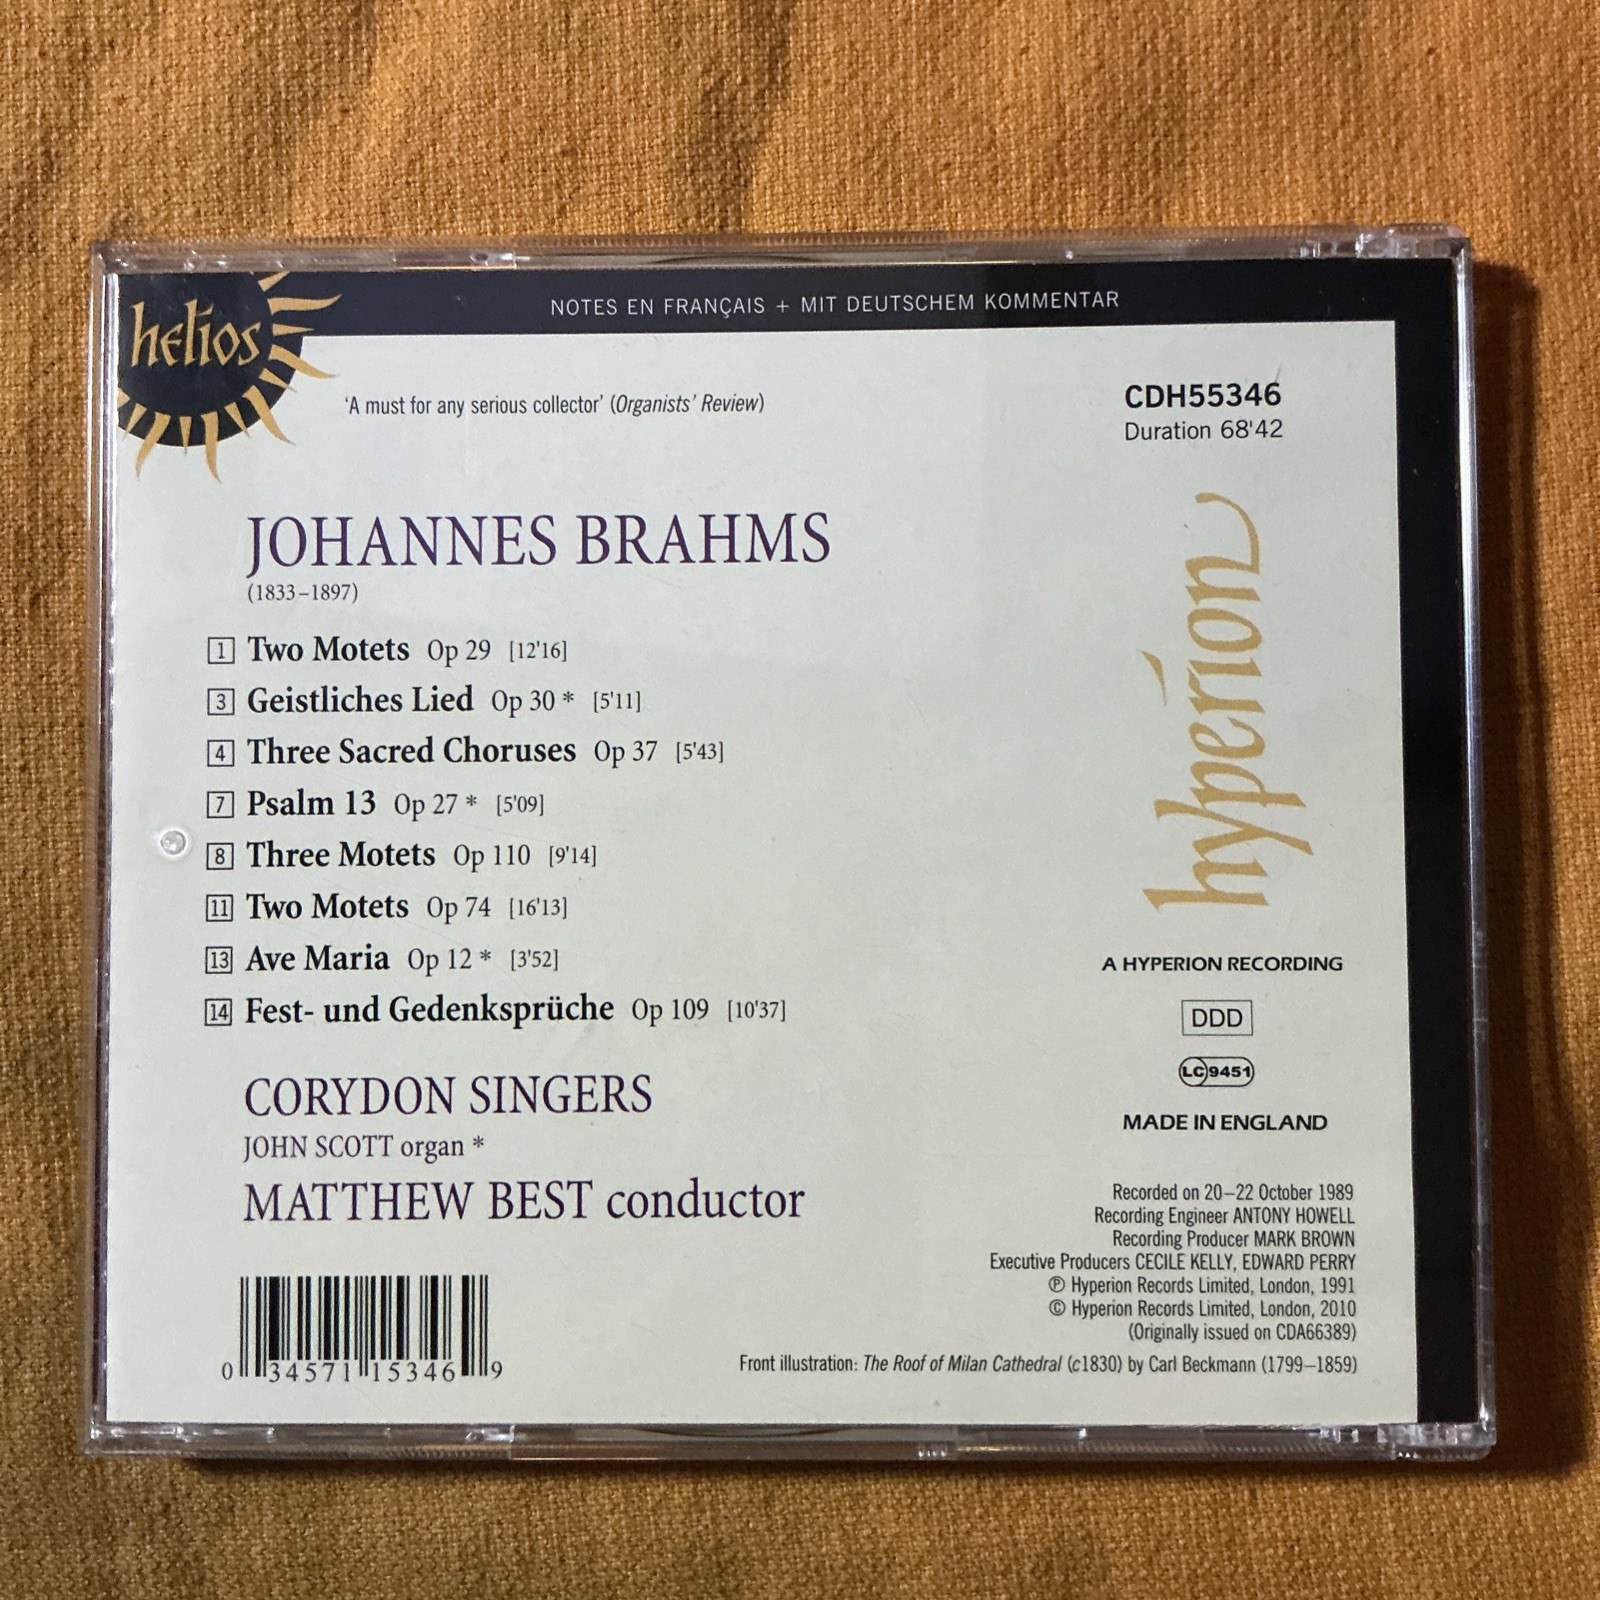 NOTES EN FRANÇAIS + MIT DEUTSCHEM KOMMENTAR
helios
'A must for any serious collector' (Organists' Review)
CDH55346
Duration 68'42
JOHANNES BRAHMS
(1833–1897)
1 Two Motets Op 29 [12'16]
3 Geistliches Lied Op 30 * [5'11]
4 Three Sacred Choruses Op 37 [5'43]
7 Psalm 13 Op 27 * [5'09]
8 Three Motets Op 110 [9'14]
11 Two Motets Op 74 [16'13]
13 Ave Maria Op 12 * [3'52]
14 Fest- und Gedenksprüche Op 109 [10'37]
CORYDON SINGERS
JOHN SCOTT organ *
MATTHEW BEST conductor
0 34571 15346 9
hyperion
A HYPERION RECORDING
DDD
LC 9451
MADE IN ENGLAND
Recorded on 20–22 October 1989
Recording Engineer ANTONY HOWELL
Recording Producer MARK BROWN
Executive Producers CECILE KELLY, EDWARD PERRY
℗ Hyperion Records Limited, London, 1991
© Hyperion Records Limited, London, 2010
(Originally issued on CDA66389)
Front illustration: The Roof of Milan Cathedral (c1830) by Carl Beckmann (1799–1859)